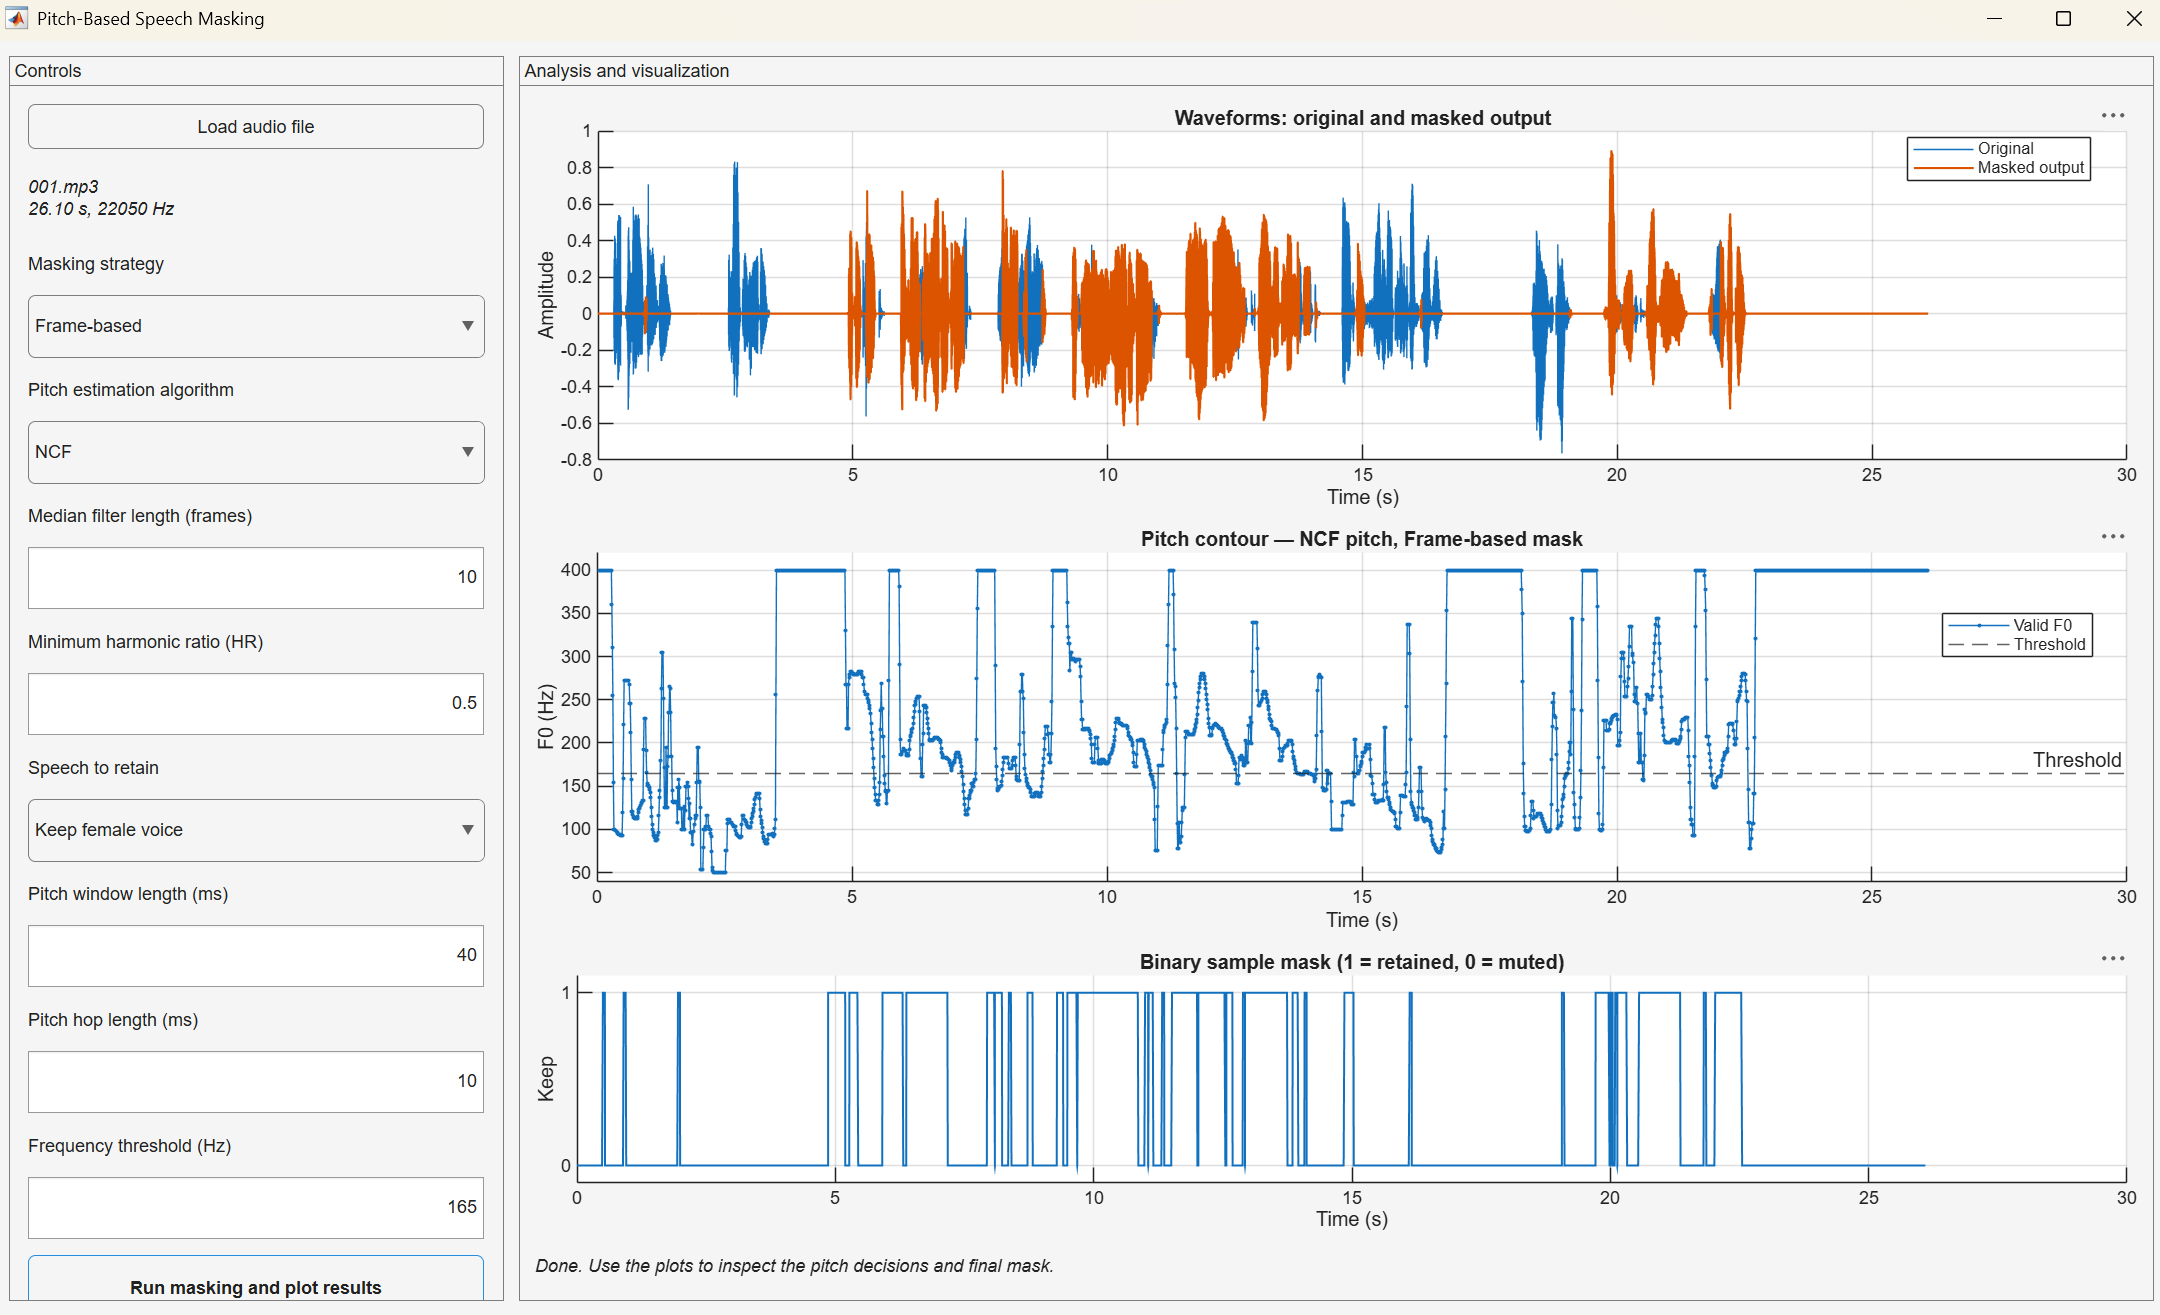 Pitch-Based Speech Masking
Controls
Load audio file
001.mp3
26.10 s, 22050 Hz
Masking strategy
Frame-based
Pitch estimation algorithm
NCF
Median filter length (frames)
10
Minimum harmonic ratio (HR)
0.5
Speech to retain
Keep female voice
Pitch window length (ms)
40
Pitch hop length (ms)
10
Frequency threshold (Hz)
165
Run masking and plot results
Analysis and visualization
Waveforms: original and masked output
Original
Masked output
Amplitude
1
0.8
0.6
0.4
0.2
0
-0.2
-0.4
-0.6
-0.8
0 5 10 15 20 25 30
Time (s)
Pitch contour — NCF pitch, Frame-based mask
Valid F0
Threshold
Threshold
F0 (Hz)
400
350
300
250
200
150
100
50
0 5 10 15 20 25 30
Time (s)
Binary sample mask (1 = retained, 0 = muted)
Keep
1
0
0 5 10 15 20 25 30
Time (s)
Done. Use the plots to inspect the pitch decisions and final mask.